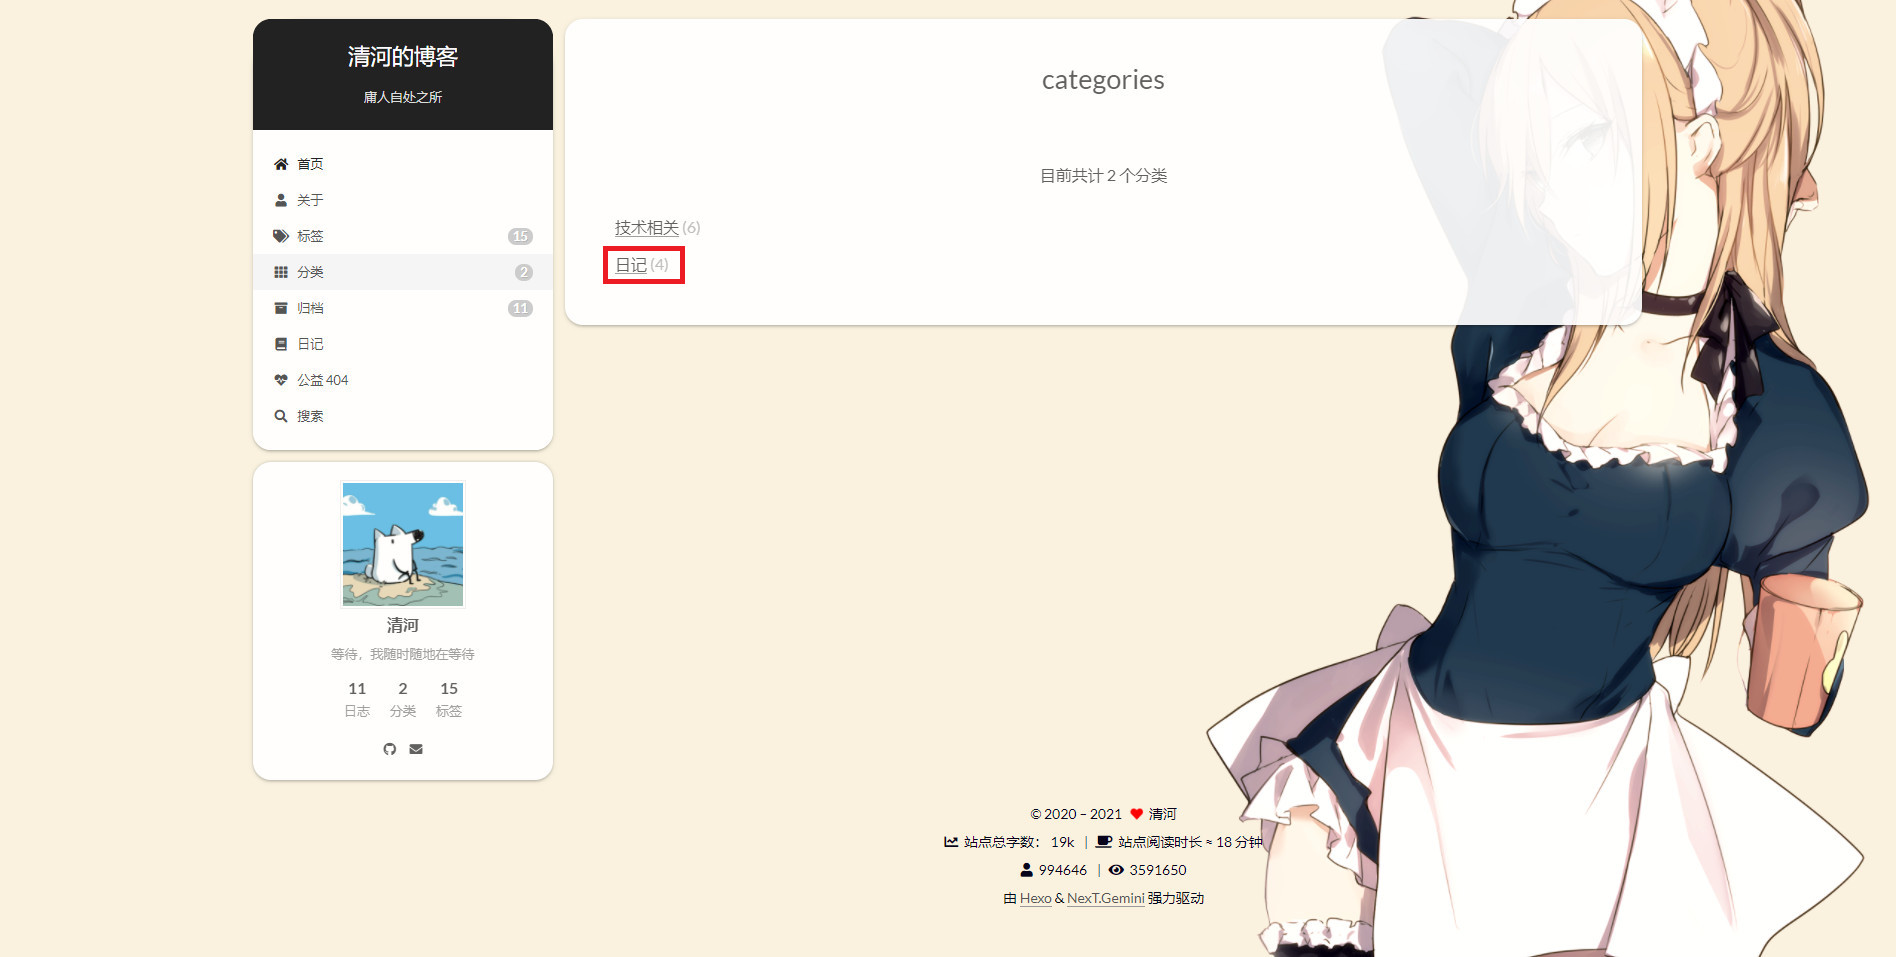 清河的博客
庸人自处之所
首页
关于
标签 15
分类 2
归档 11
日记
公益 404
搜索
清河
等待，我随时随地在等待
11 2 15
日志 分类 标签
categories
目前共计 2 个分类
技术相关 (6)
日记 (4)
© 2020 – 2021 清河
站点总字数： 19k | 站点阅读时长 ≈ 18 分钟
994646 | 3591650
由 Hexo & NexT.Gemini 强力驱动